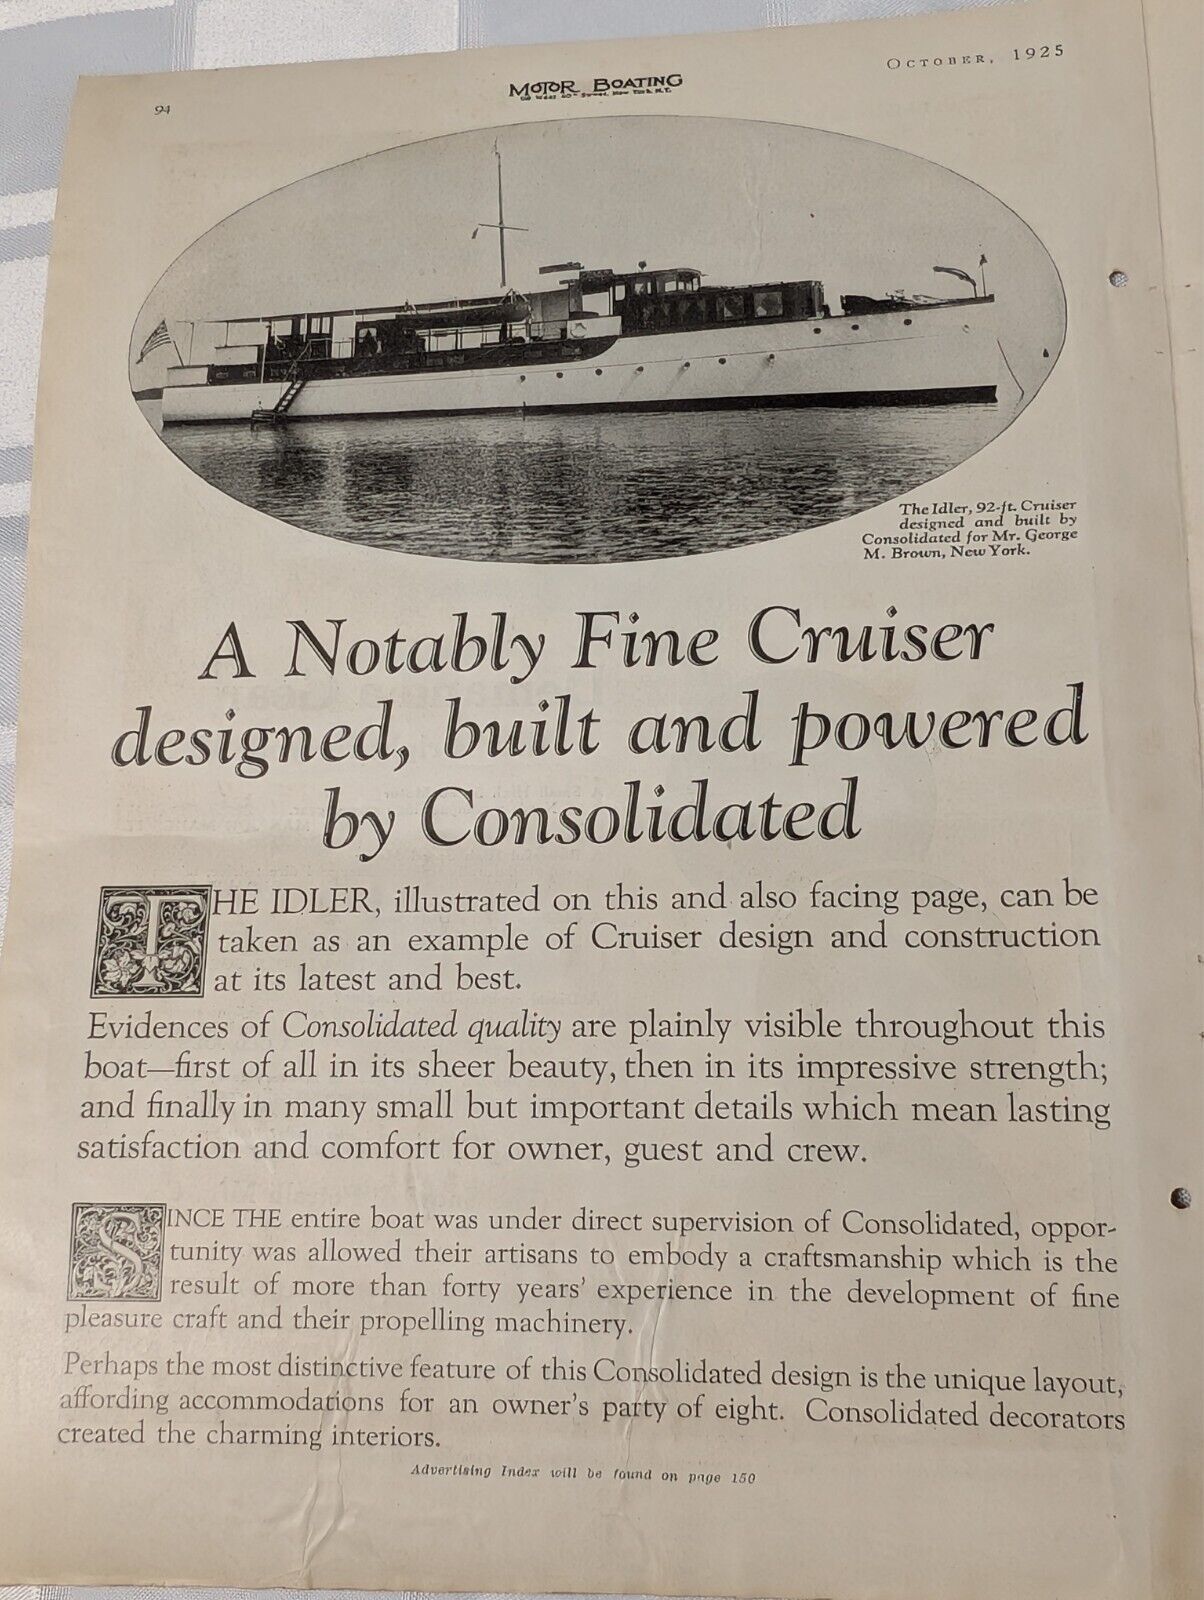 94
MOTOR BOATING
OCTOBER, 1925
The Idler, 92-ft. Cruiser
designed and built by
Consolidated for Mr. George
M. Brown, New York.
A Notably Fine Cruiser
designed, built and powered
by Consolidated
THE IDLER, illustrated on this and also facing page, can be
taken as an example of Cruiser design and construction
at its latest and best.
Evidences of Consolidated quality are plainly visible throughout this
boat—first of all in its sheer beauty, then in its impressive strength;
and finally in many small but important details which mean lasting
satisfaction and comfort for owner, guest and crew.
SINCE THE entire boat was under direct supervision of Consolidated, oppor-
tunity was allowed their artisans to embody a craftsmanship which is the
result of more than forty years' experience in the development of fine
pleasure craft and their propelling machinery.
Perhaps the most distinctive feature of this Consolidated design is the unique layout,
affording accommodations for an owner's party of eight. Consolidated decorators
created the charming interiors.
Advertising Index will be found on page 150